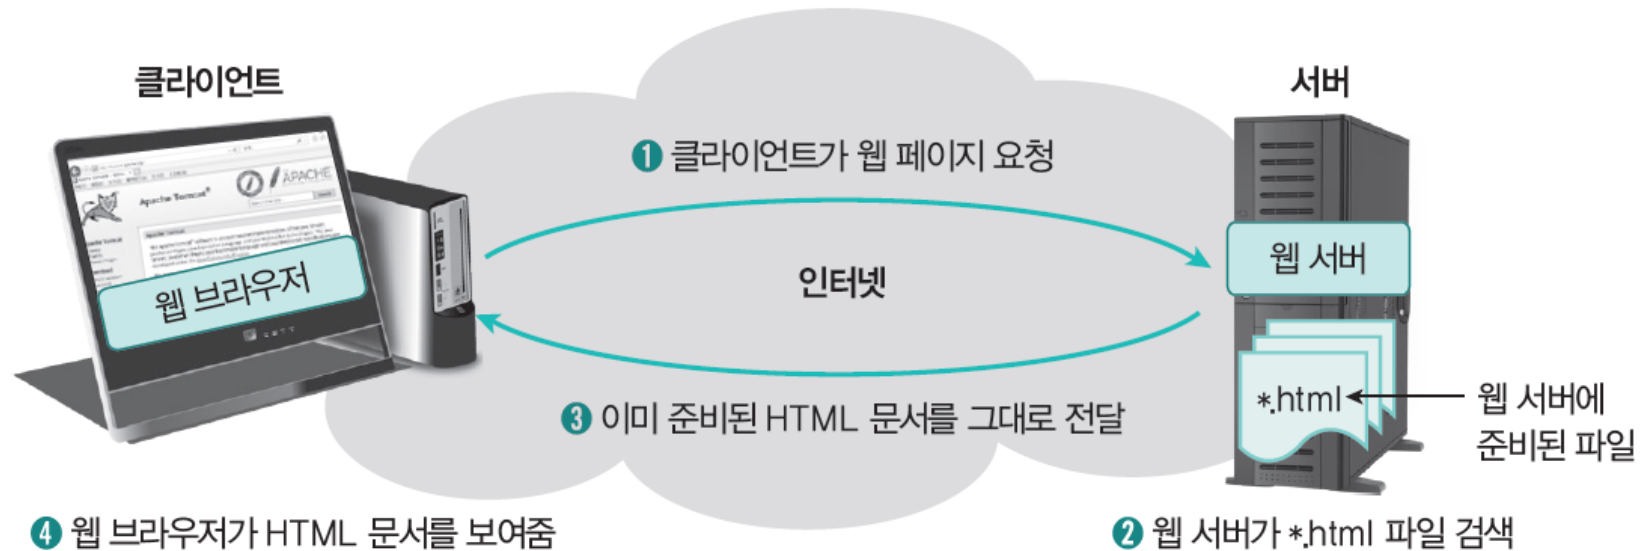 클라이언트
서버
❶ 클라이언트가 웹 페이지 요청
APACHE
Apache Tomcat
웹 브라우저
인터넷
웹 서버
*.html
웹 서버에
준비된 파일
❸ 이미 준비된 HTML 문서를 그대로 전달
❹ 웹 브라우저가 HTML 문서를 보여줌
❷ 웹 서버가 *.html 파일 검색